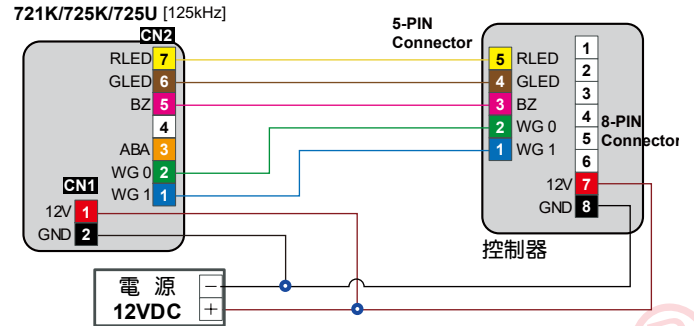 721K/725K/725U [125kHz]
CN2
RLED 7
GLED 6
BZ 5
4
ABA 3
WG 0 2
WG 1 1
CN1
12V 1
GND 2
5-PIN
Connector
5 RLED
4 GLED
3 BZ
2 WG 0
1 WG 1
1
2
3
4
5
6
12V 7
GND 8
8-PIN
Connector
控制器
電 源 −
12VDC +